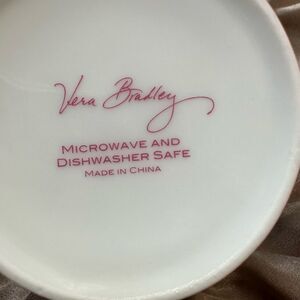 Vera Bradley
MICROWAVE AND
DISHWASHER SAFE
MADE IN CHINA